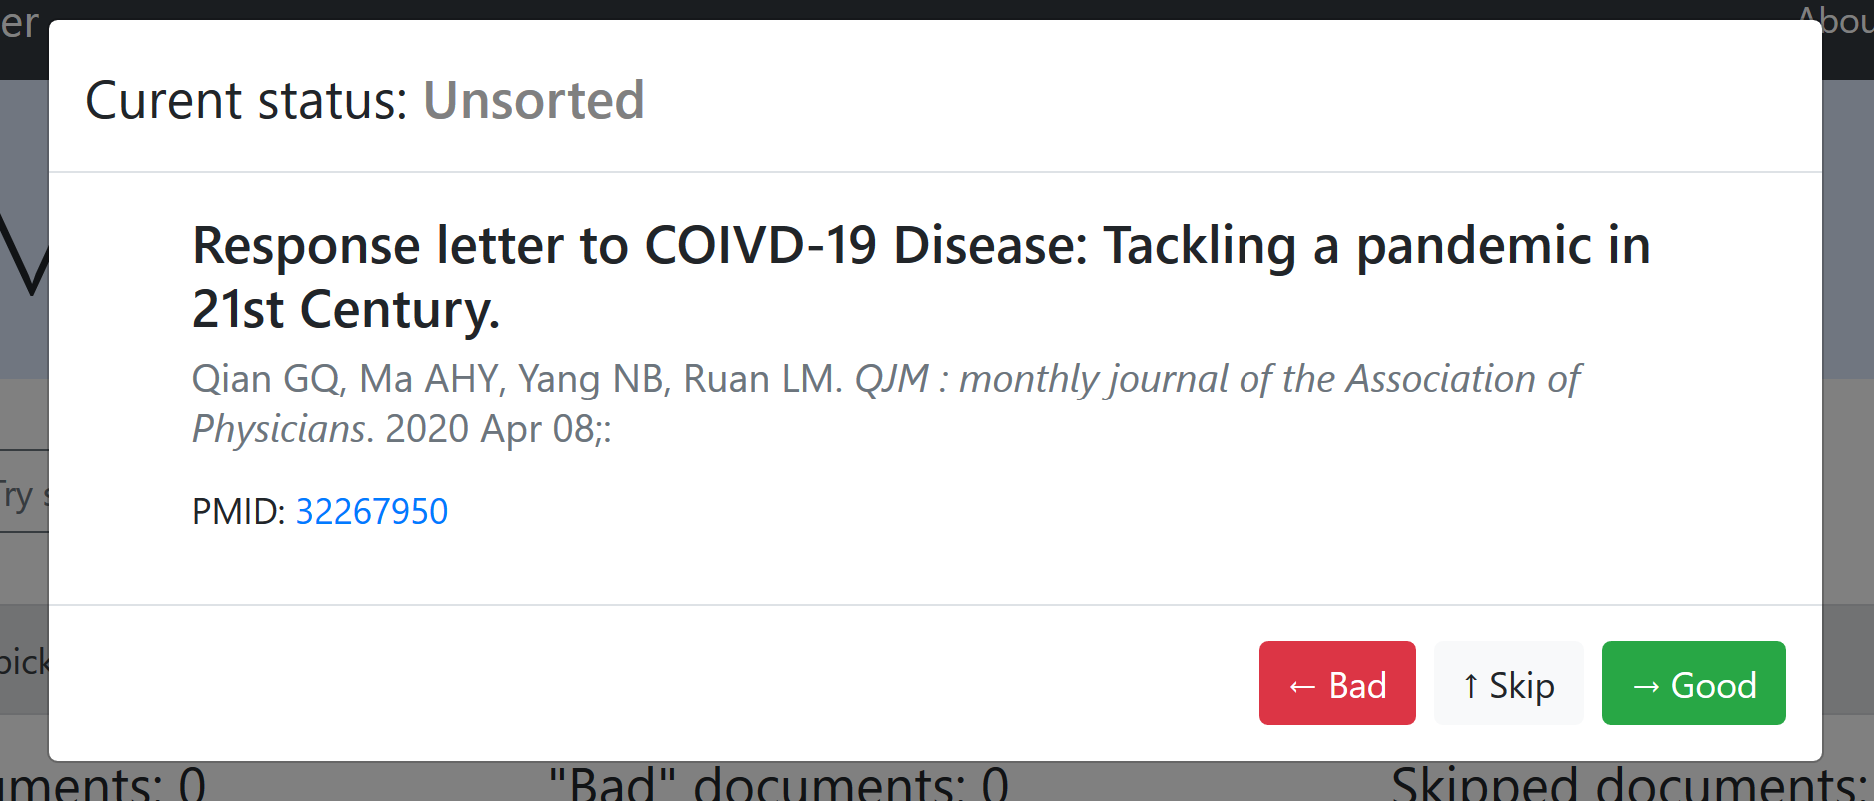 er
Abou
Curent status: Unsorted
Response letter to COIVD-19 Disease: Tackling a pandemic in
21st Century.
Qian GQ, Ma AHY, Yang NB, Ruan LM. QJM : monthly journal of the Association of
Physicians. 2020 Apr 08;:
Try s
PMID: 32267950
pick
← Bad
↑ Skip
→ Good
uments: 0
"Bad" documents: 0
Skipped documents: